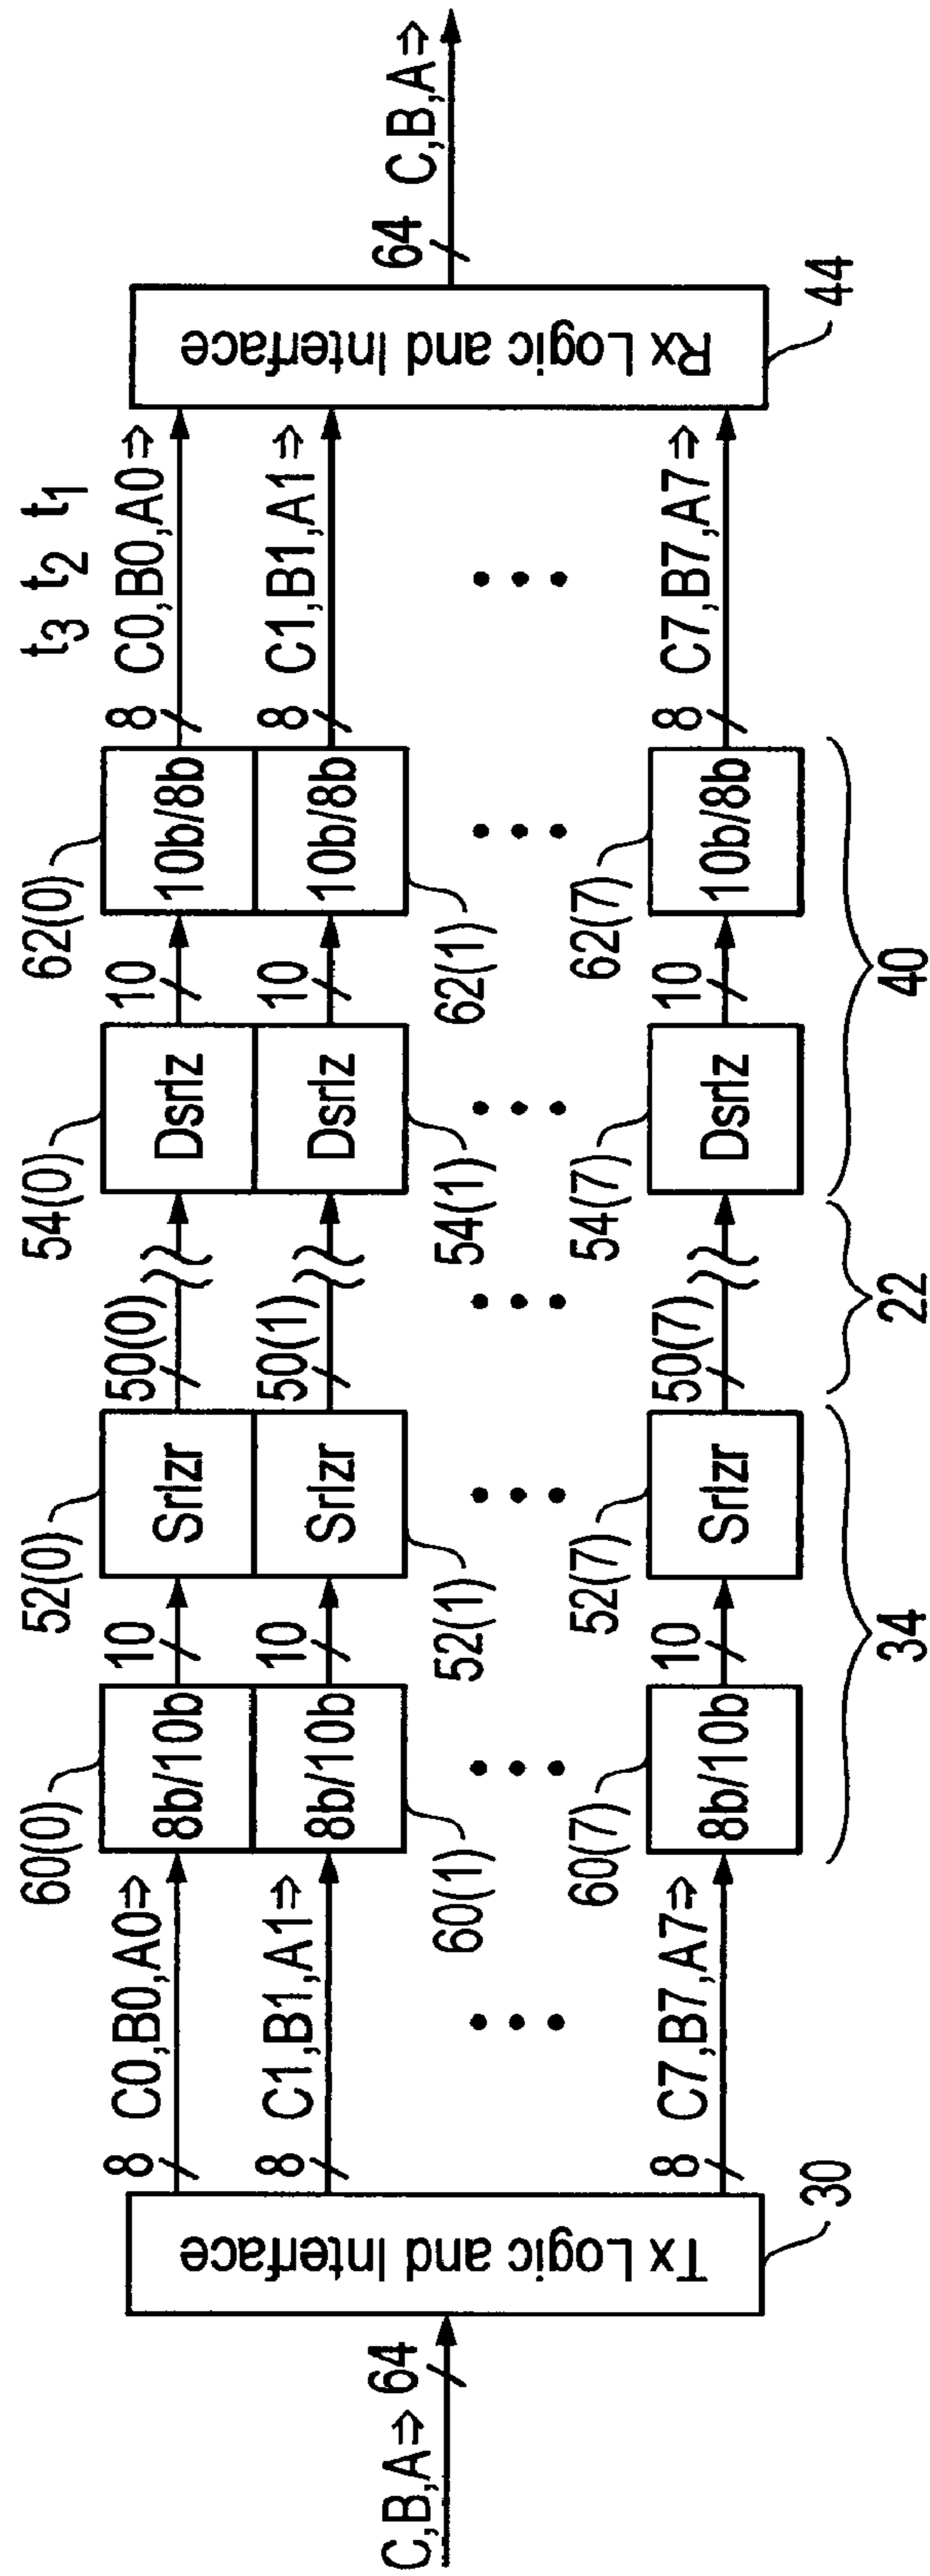 C,B,A⇒
64
Tx Logic and Interface
30
8
C0,B0,A0⇒
8
C1,B1,A1⇒
8
C7,B7,A7⇒
60(0)
8b/10b
8b/10b
60(1)
60(7)
8b/10b
10
10
10
52(0)
Srlzr
Srlzr
52(1)
52(7)
Srlzr
34
50(0)
50(1)
50(7)
22
54(0)
Dsrlz
Dsrlz
54(1)
54(7)
Dsrlz
10
10
10
62(0)
10b/8b
10b/8b
62(1)
62(7)
10b/8b
40
t3 t2 t1
8
C0,B0,A0⇒
8
C1,B1,A1⇒
8
C7,B7,A7⇒
Rx Logic and Interface
44
64
C,B,A⇒